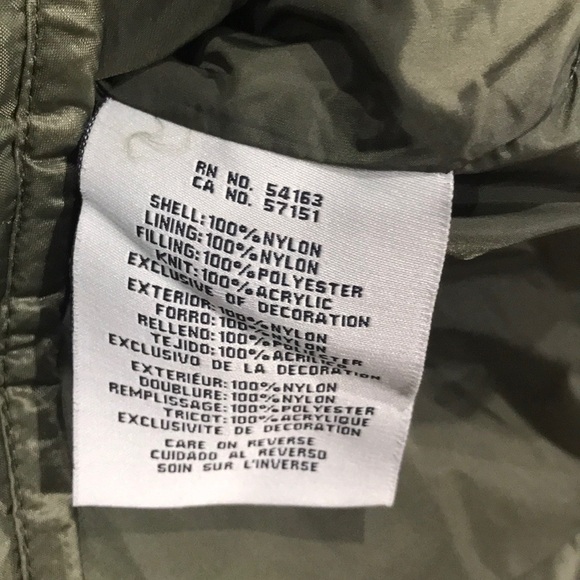 RN NO. 54163
CA NO. 57151
SHELL:100%NYLON
LINING:100%NYLON
FILLING:100%POLYESTER
KNIT:100%ACRYLIC
EXCLUSIVE OF DECORATION
EXTERIOR:100%NYLON
FORRO:100%NYLON
RELLENO:100%POLYESTER
TEJIDO:100%ACRILICO
EXCLUSIVO DE LA DECORATION
EXTERIEUR:100%NYLON
DOUBLURE:100%NYLON
REMPLISSAGE:100%POLYESTER
TRICOT:100%ACRYLIQUE
EXCLUSIVITE DE DECORATION
CARE ON REVERSE
CUIDADO AL REVERSO
SOIN SUR L'INVERSE